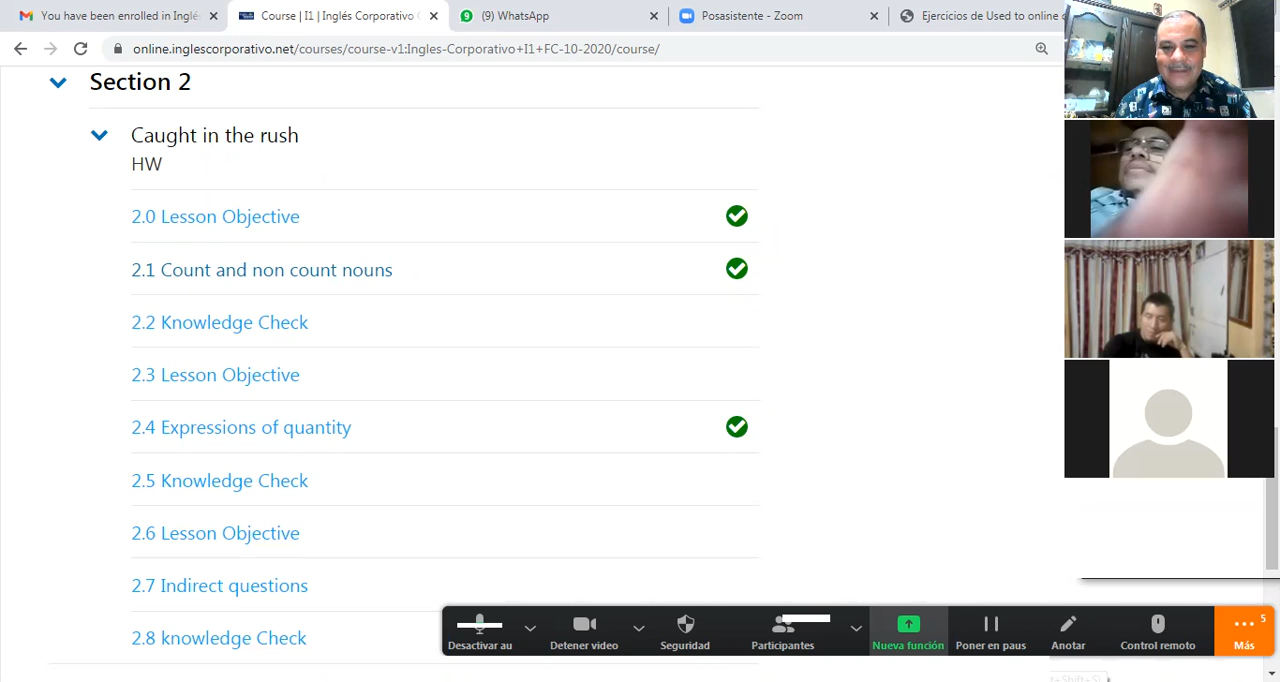 You have been enrolled in Inglé
Course | I1 | Inglés Corporativo
(9) WhatsApp
Posasistente - Zoom
Ejercicios de Used to online
online.inglescorporativo.net/courses/course-v1:Ingles-Corporativo+I1+FC-10-2020/course/
Section 2
Caught in the rush
HW
2.0 Lesson Objective
2.1 Count and non count nouns
2.2 Knowledge Check
2.3 Lesson Objective
2.4 Expressions of quantity
2.5 Knowledge Check
2.6 Lesson Objective
2.7 Indirect questions
2.8 knowledge Check
5
Desactivar au
Detener video
Seguridad
Participantes
Nueva función
Poner en paus
Anotar
Control remoto
Más